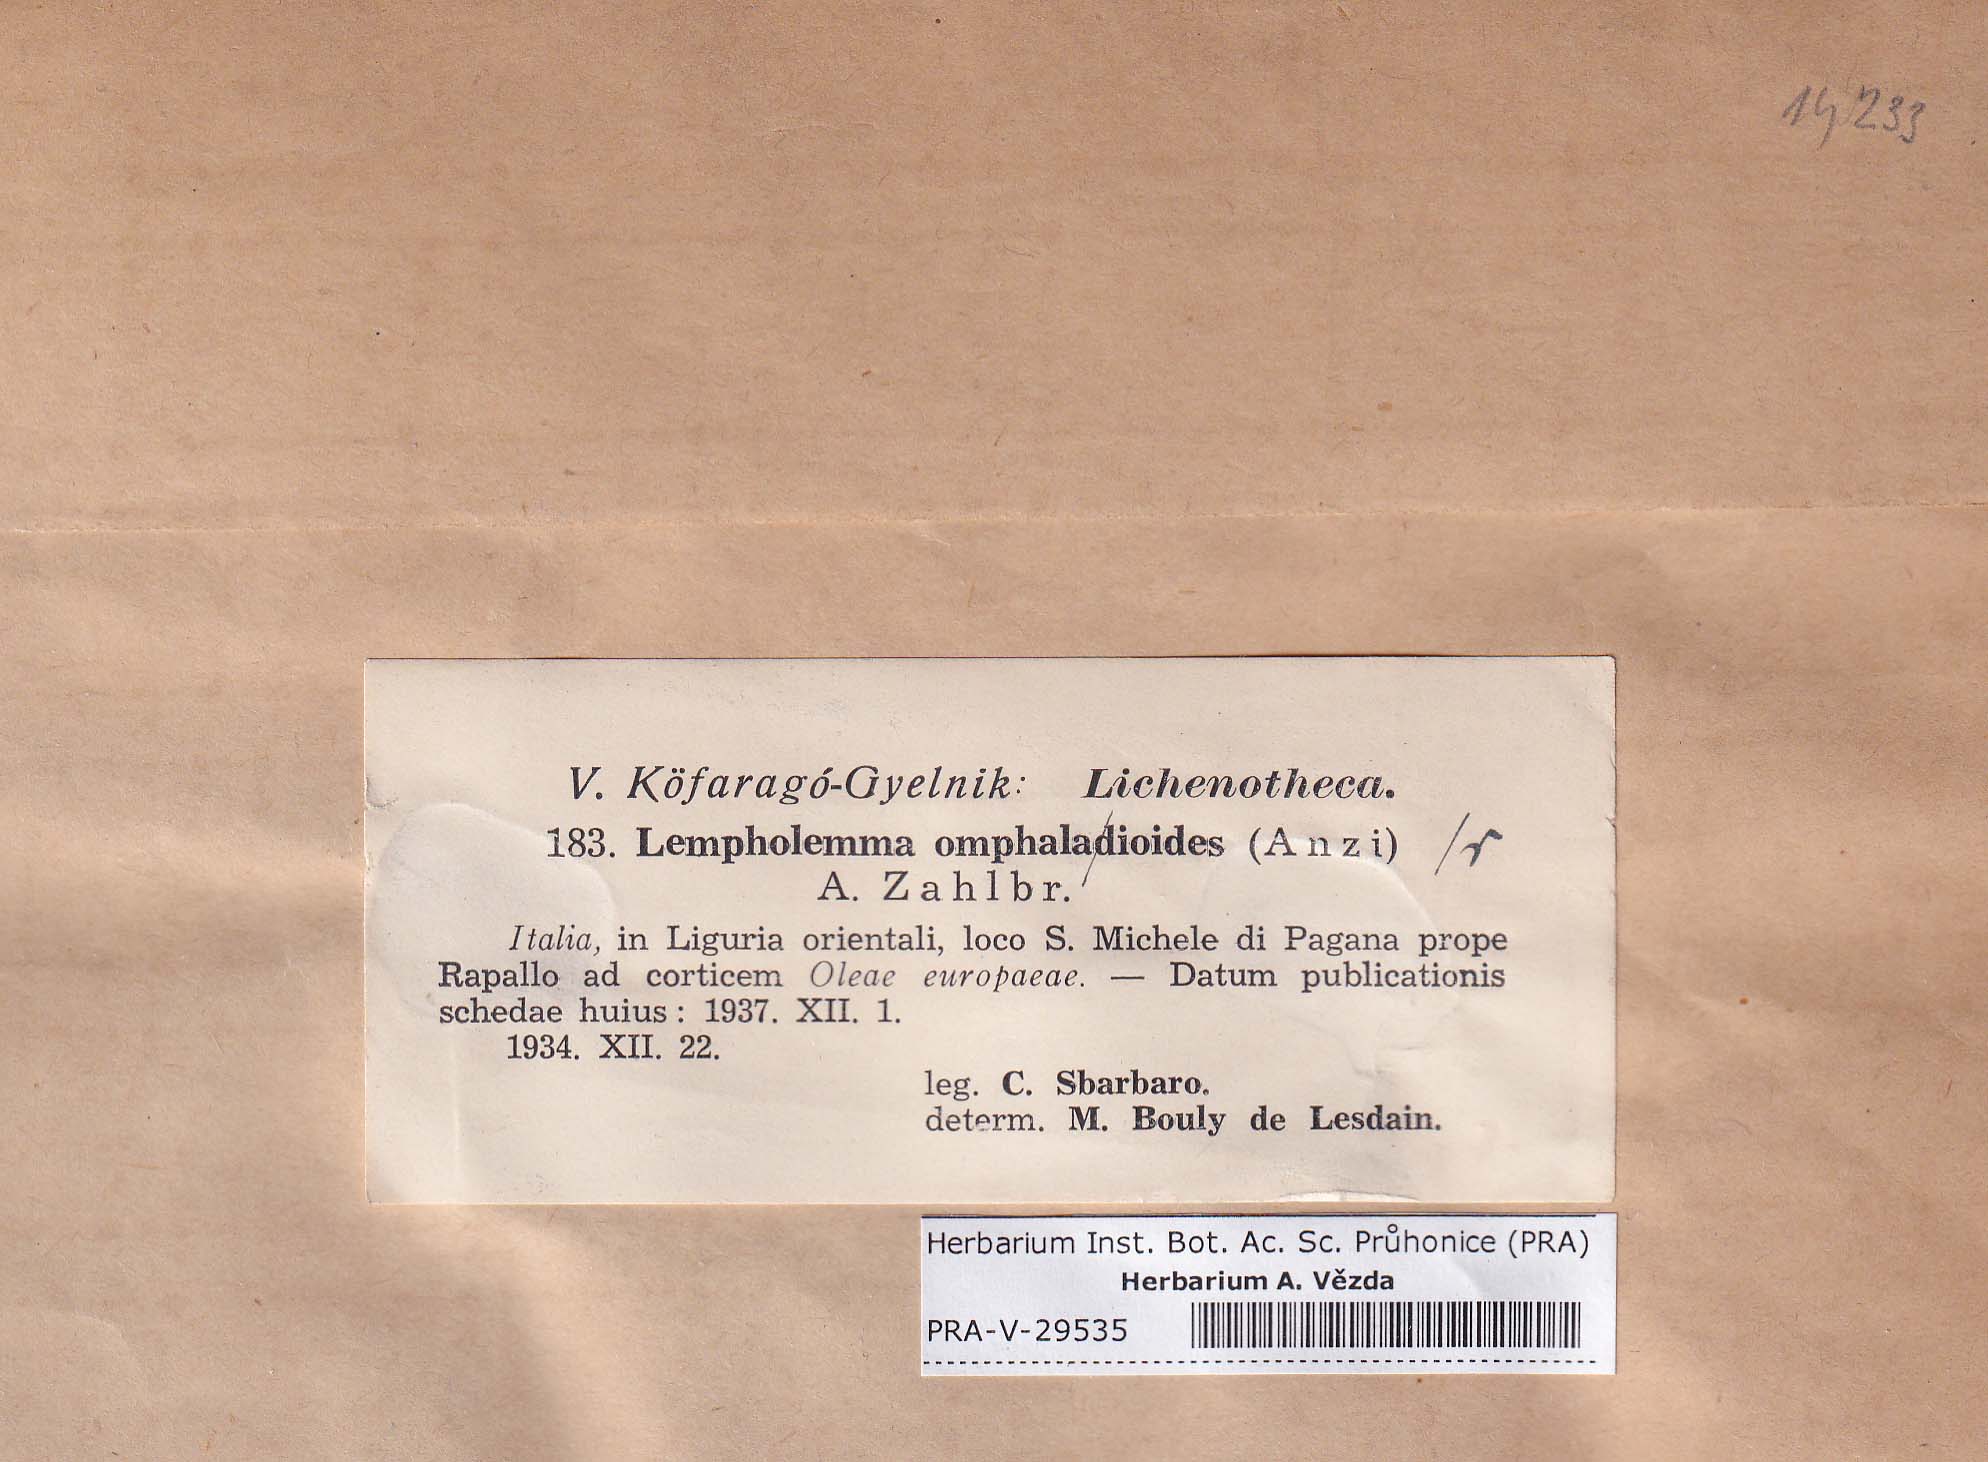 14233
V. Köfaragó-Gyelnik: Lichenotheca.
183. Lempholemma omphaladioides (Anzi) /r
A. Zahlbr.
Italia, in Liguria orientali, loco S. Michele di Pagana prope
Rapallo ad corticem Oleae europaeae. — Datum publicationis
schedae huius: 1937. XII. 1.
1934. XII. 22.
leg. C. Sbarbaro.
determ. M. Bouly de Lesdain.
Herbarium Inst. Bot. Ac. Sc. Průhonice (PRA)
Herbarium A. Vězda
PRA-V-29535